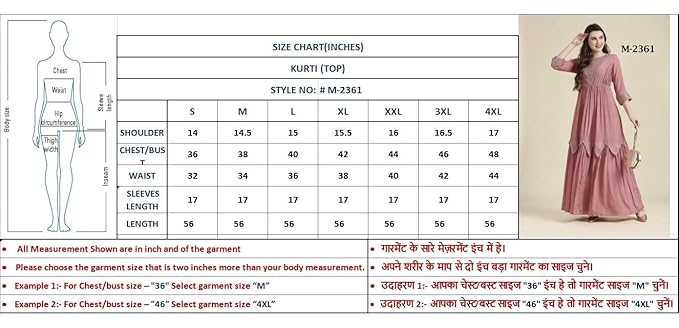 SIZE CHART(INCHES)
KURTI (TOP)
STYLE NO: # M-2361
S M L XL XXL 3XL 4XL
SHOULDER 14 14.5 15 15.5 16 16.5 17
CHEST/BUS
T 36 38 40 42 44 46 48
WAIST 32 34 36 38 40 42 44
SLEEVES
LENGTH 17 17 17 17 17 17 17
LENGTH 56 56 56 56 56 56 56
Body size
Chest
Waist
Hip
circumference
Thigh
width
Sleeve
length
Inseam
M-2361
• All Measurement Shown are in inch and of the garment
• Please choose the garment size that is two inches more than your body measurement.
• Example 1:- For Chest/bust size – "36" Select garment size “M”
• Example 2:- For Chest/bust size – "46" Select garment size “4XL”
• गारमेंट के सारे मेज़रमेंट इंच में हे।
• अपने शरीर के माप से दो इंच बड़ा गारमेंट का साइज चुने।
• उदाहरण 1:- आपका चेस्ट/बस्ट साइज "36" इंच हे तो गारमेंट साइज "M" चुनें।
• उदाहरण 2:- आपका चेस्ट/बस्ट साइज "46" इंच हे तो गारमेंट साइज "4XL" चुनें।